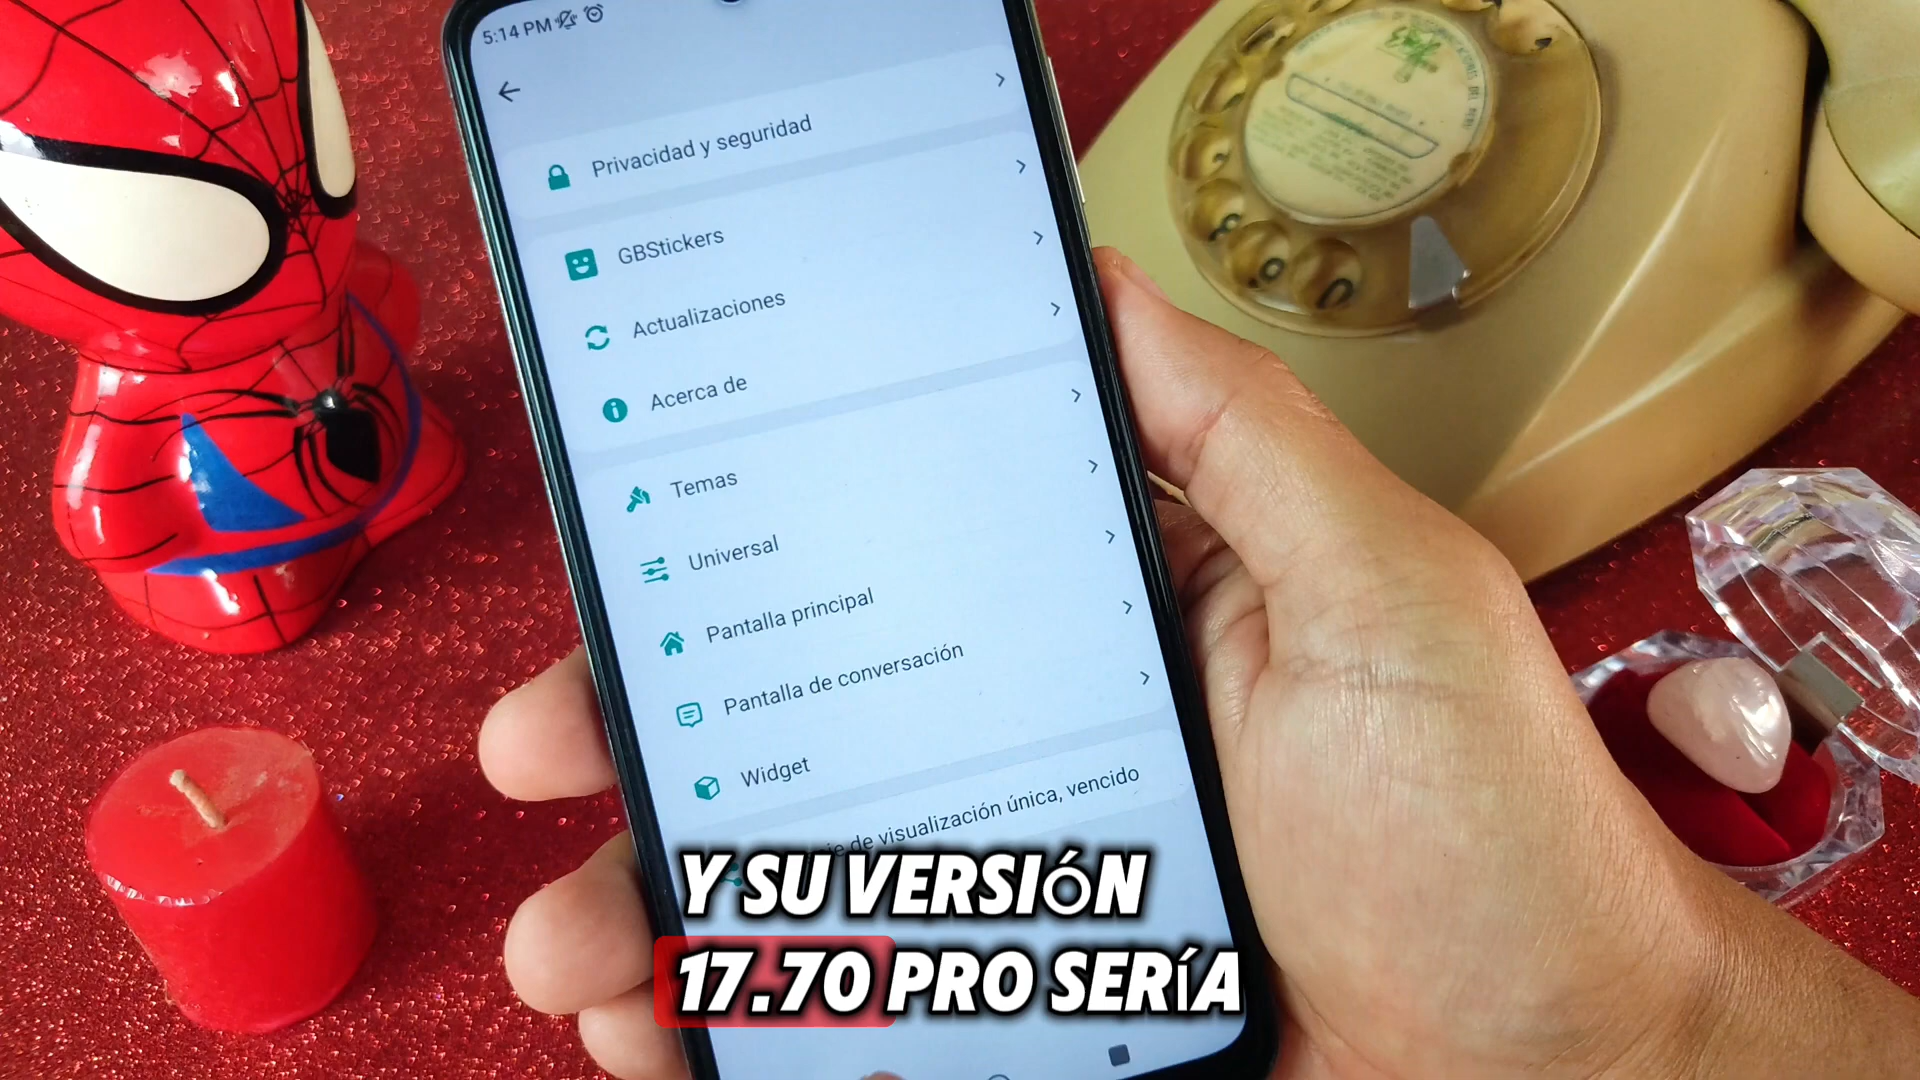 5:14 PM
Privacidad y seguridad
GBStickers
Actualizaciones
Acerca de
Temas
Universal
Pantalla principal
Pantalla de conversación
Widget
de visualización única, vencido
Y SU VERSIÓN
17.70 PRO SERÍA